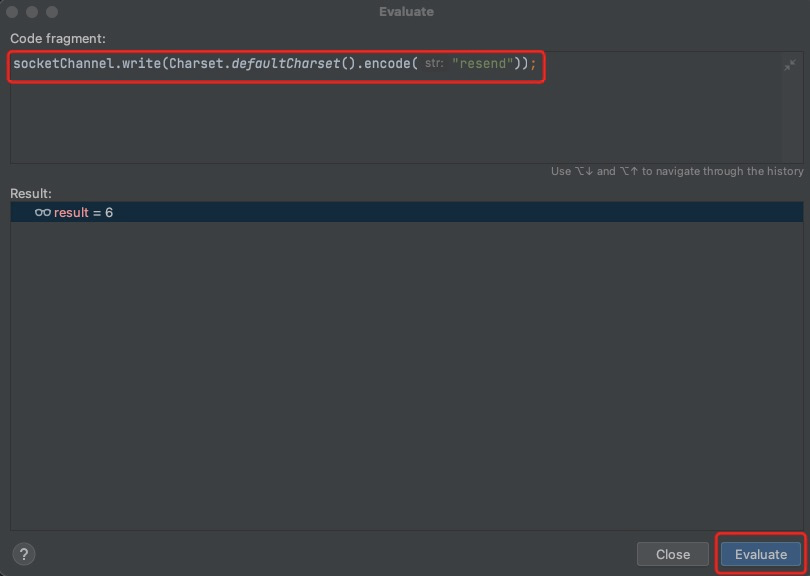 Evaluate
Code fragment:
socketChannel.write(Charset.defaultCharset().encode( str: "resend"));
Use ⌥↓ and ⌥↑ to navigate through the history
Result:
result = 6
?
Close
Evaluate